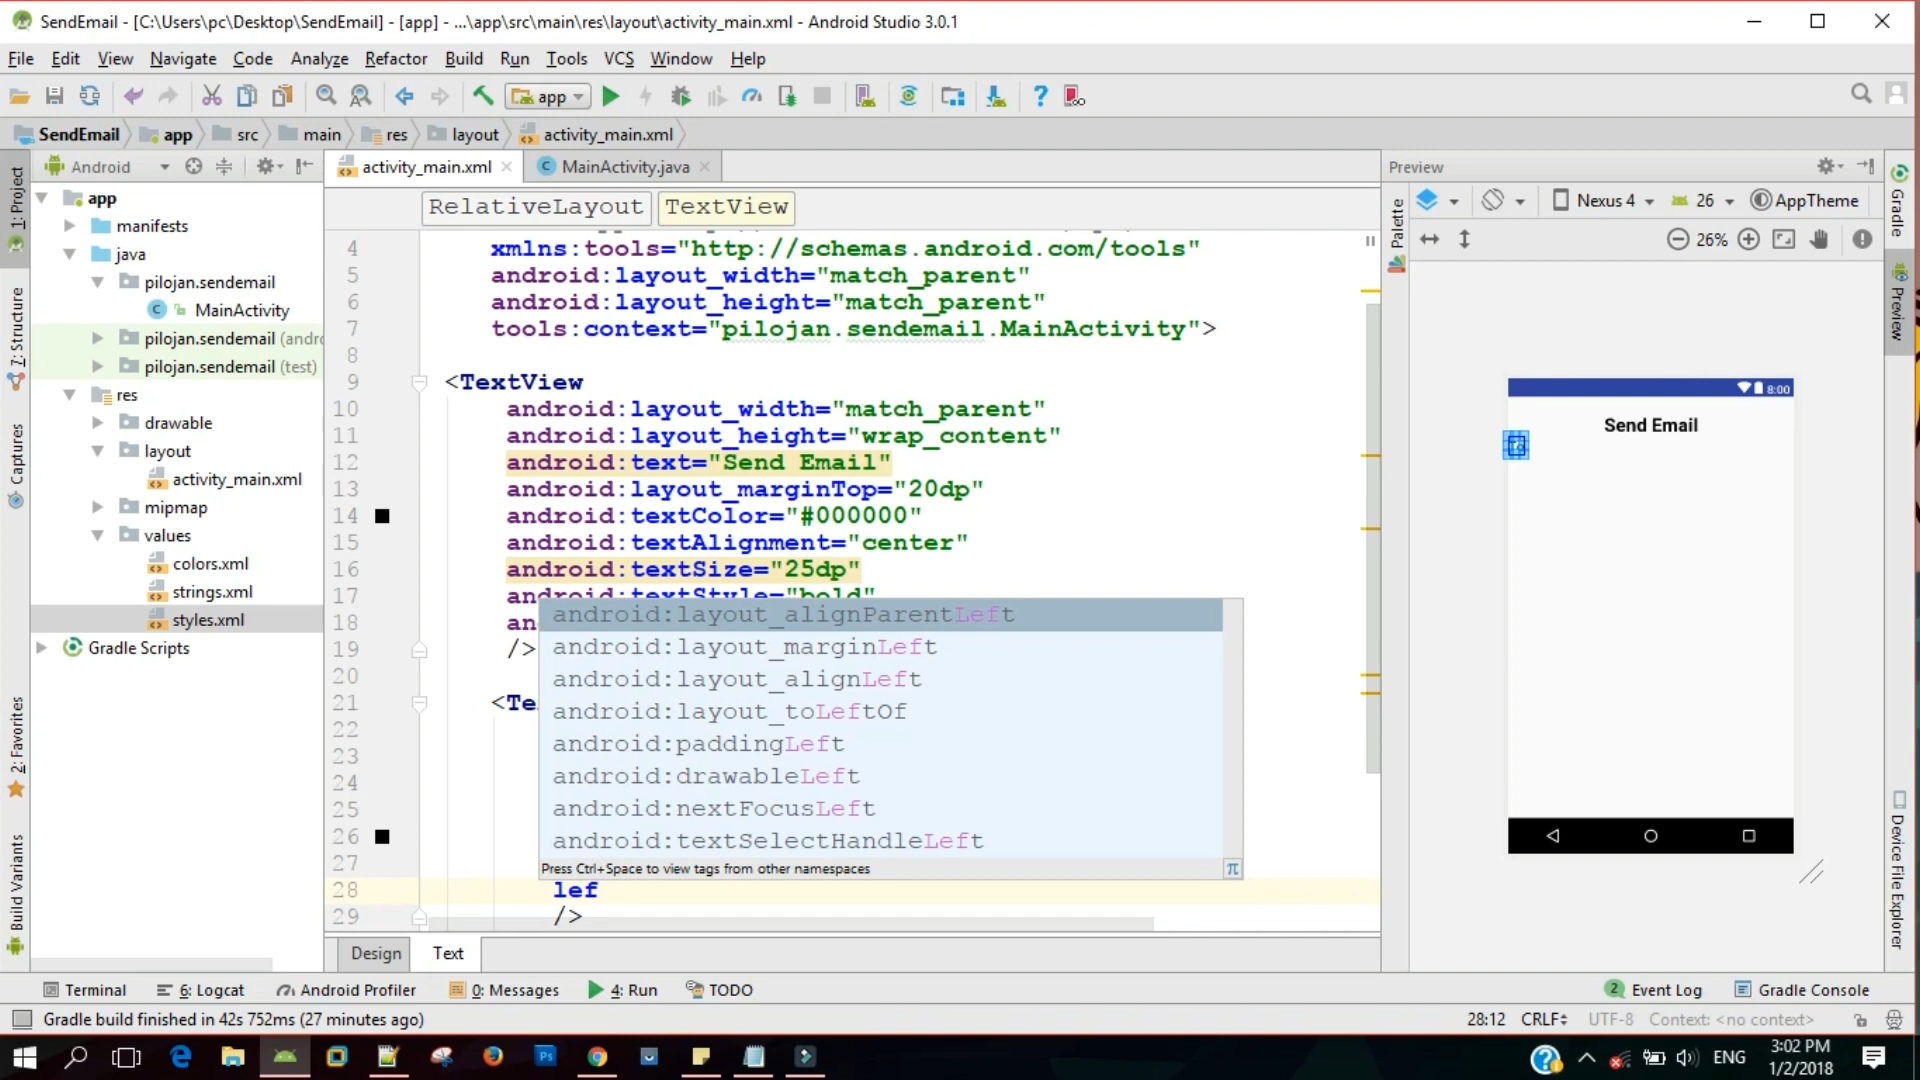 SendEmail - [C:\Users\pc\Desktop\SendEmail] - [app] - ...\app\src\main\res\layout\activity_main.xml - Android Studio 3.0.1
File Edit View Navigate Code Analyze Refactor Build Run Tools VCS Window Help
app
SendEmail app src main res layout activity_main.xml
Android
activity_main.xml
MainActivity.java
Preview
1: Project
7: Structure
Captures
2: Favorites
Build Variants
app
manifests
java
pilojan.sendemail
MainActivity
pilojan.sendemail (andro
pilojan.sendemail (test)
res
drawable
layout
activity_main.xml
mipmap
values
colors.xml
strings.xml
styles.xml
Gradle Scripts
RelativeLayout TextView
4 xmlns:tools="http://schemas.android.com/tools"
5 android:layout_width="match_parent"
6 android:layout_height="match_parent"
7 tools:context="pilojan.sendemail.MainActivity">
8
9 <TextView
10 android:layout_width="match_parent"
11 android:layout_height="wrap_content"
12 android:text="Send Email"
13 android:layout_marginTop="20dp"
14 android:textColor="#000000"
15 android:textAlignment="center"
16 android:textSize="25dp"
17 android:textStyle="bold"
18 an
19 />
20
21 <Te
22
23
24
25
26
27
28 lef
29 />
android:layout_alignParentLeft
android:layout_marginLeft
android:layout_alignLeft
android:layout_toLeftOf
android:paddingLeft
android:drawableLeft
android:nextFocusLeft
android:textSelectHandleLeft
Press Ctrl+Space to view tags from other namespaces
π
Design Text
Palette
Nexus 4 26 AppTheme
26%
8:00
Send Email
Gradle
Preview
Device File Explorer
Terminal 6: Logcat Android Profiler 0: Messages 4: Run TODO
2 Event Log Gradle Console
Gradle build finished in 42s 752ms (27 minutes ago)
28:12 CRLF UTF-8 Context: <no context>
ENG
3:02 PM
1/2/2018